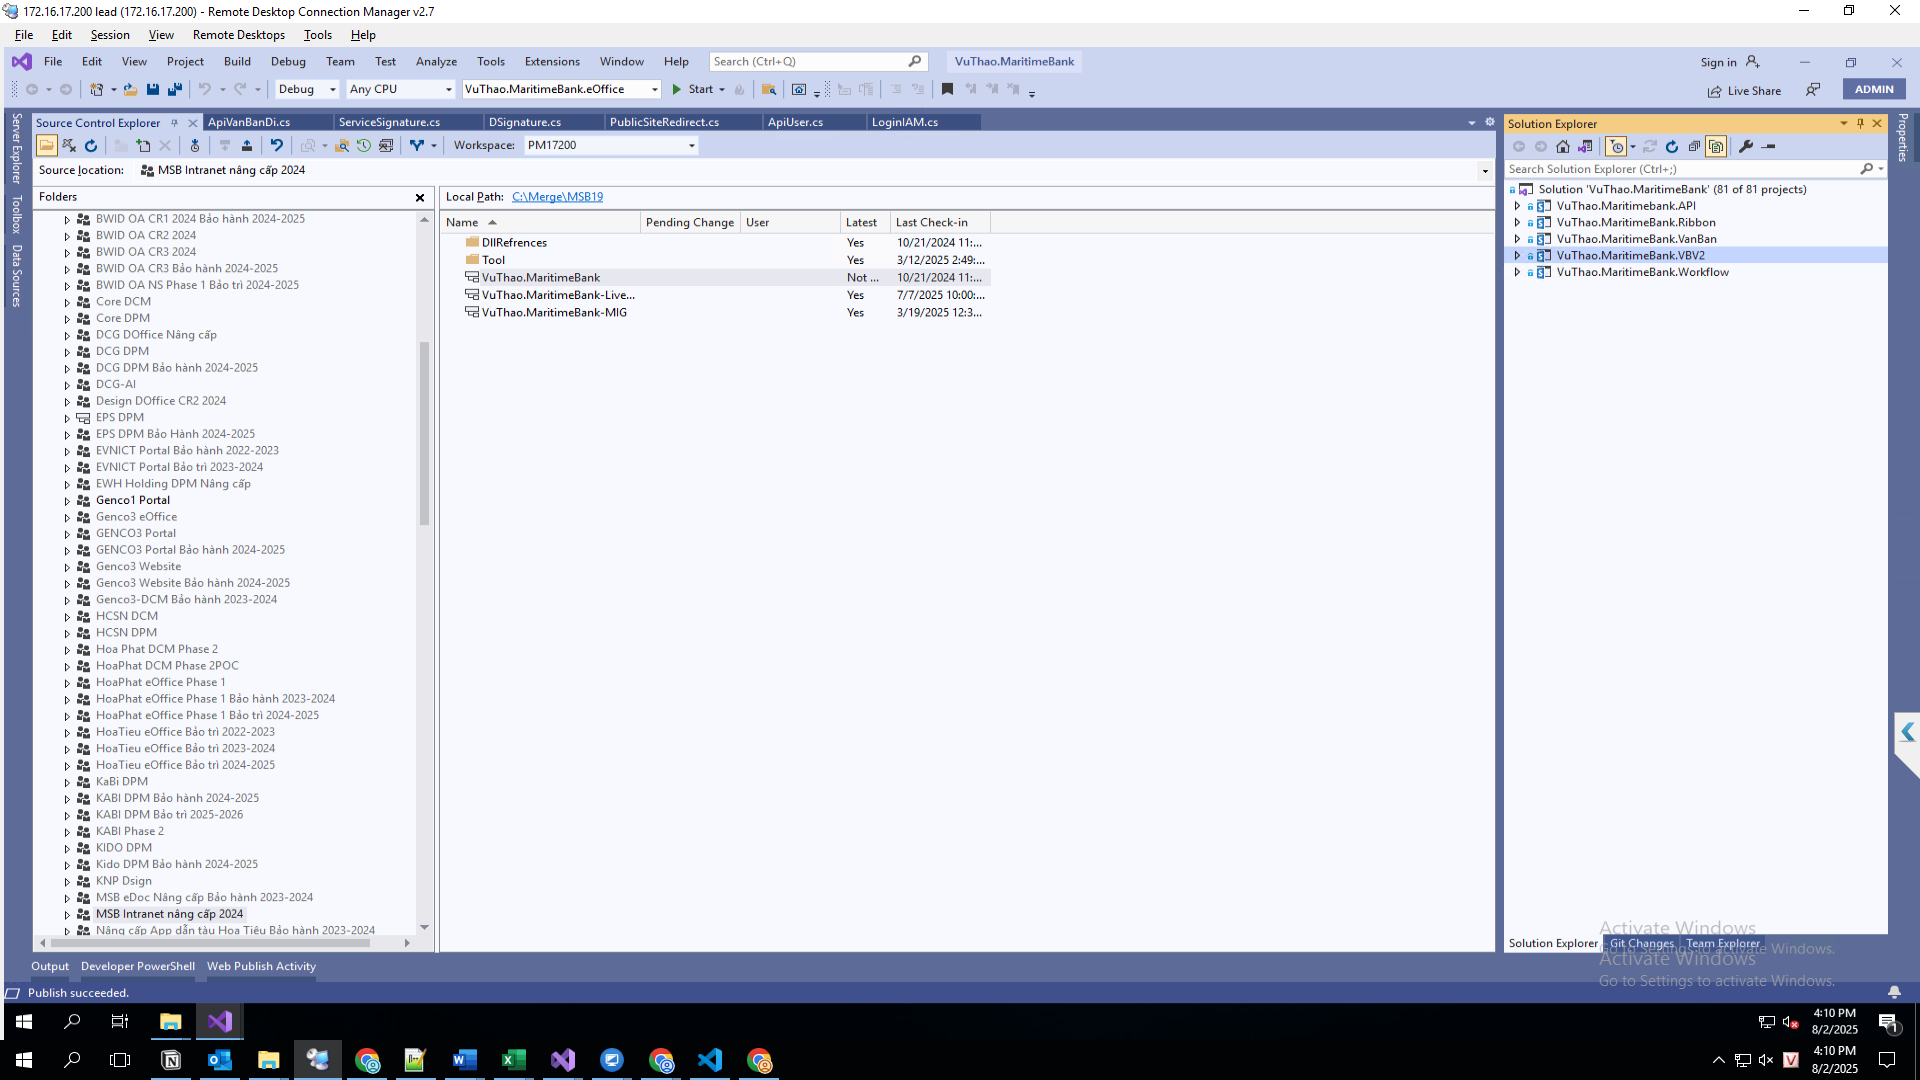 172.16.17.200 lead (172.16.17.200) - Remote Desktop Connection Manager v2.7
File Edit Session View Remote Desktops Tools Help
File Edit View Project Build Debug Team Test Analyze Tools Extensions Window Help Search (Ctrl+Q) VuThao.MaritimeBank Sign in
Debug Any CPU VuThao.MaritimeBank.eOffice Start Live Share ADMIN
Server Explorer
Toolbox
Data Sources
Source Control Explorer ApiVanBanDi.cs ServiceSignature.cs DSignature.cs PublicSiteRedirect.cs ApiUser.cs LoginIAM.cs
Workspace: PM17200
Source location: MSB Intranet nâng cấp 2024
Folders
BWID OA CR1 2024 Bảo hành 2024-2025
BWID OA CR2 2024
BWID OA CR3 2024
BWID OA CR3 Bảo hành 2024-2025
BWID OA NS Phase 1 Bảo trì 2024-2025
Core DCM
Core DPM
DCG DOffice Nâng cấp
DCG DPM
DCG DPM Bảo hành 2024-2025
DCG-AI
Design DOffice CR2 2024
EPS DPM
EPS DPM Bảo Hành 2024-2025
EVNICT Portal Bảo hành 2022-2023
EVNICT Portal Bảo trì 2023-2024
EWH Holding DPM Nâng cấp
Genco1 Portal
Genco3 eOffice
GENCO3 Portal
GENCO3 Portal Bảo hành 2024-2025
Genco3 Website
Genco3 Website Bảo hành 2024-2025
Genco3-DCM Bảo hành 2023-2024
HCSN DCM
HCSN DPM
Hoa Phat DCM Phase 2
HoaPhat DCM Phase 2POC
HoaPhat eOffice Phase 1
HoaPhat eOffice Phase 1 Bảo hành 2023-2024
HoaPhat eOffice Phase 1 Bảo trì 2024-2025
HoaTieu eOffice Bảo trì 2022-2023
HoaTieu eOffice Bảo trì 2023-2024
HoaTieu eOffice Bảo trì 2024-2025
KaBi DPM
KABI DPM Bảo hành 2024-2025
KABI DPM Bảo trì 2025-2026
KABI Phase 2
KIDO DPM
Kido DPM Bảo hành 2024-2025
KNP Dsign
MSB eDoc Nâng cấp Bảo hành 2023-2024
MSB Intranet nâng cấp 2024
Nâng cấp App dẫn tàu Hoa Tiêu Bảo hành 2023-2024
Local Path: C:\Merge\MSB19
Name Pending Change User Latest Last Check-in
DllRefrences Yes 10/21/2024 11:...
Tool Yes 3/12/2025 2:49:...
VuThao.MaritimeBank Not ... 10/21/2024 11:...
VuThao.MaritimeBank-Live... Yes 7/7/2025 10:00:...
VuThao.MaritimeBank-MIG Yes 3/19/2025 12:3...
Solution Explorer
Search Solution Explorer (Ctrl+;)
Solution 'VuThao.MaritimeBank' (81 of 81 projects)
VuThao.Maritimebank.API
VuThao.MaritimeBank.Ribbon
VuThao.MaritimeBank.VanBan
VuThao.MaritimeBank.VBV2
VuThao.MaritimeBank.Workflow
Properties
Solution Explorer Git Changes Team Explorer
Activate Windows
Go to Settings to activate Windows.
Activate Windows
Go to Settings to activate Windows.
Output Developer PowerShell Web Publish Activity
Publish succeeded.
4:10 PM
8/2/2025
1
4:10 PM
8/2/2025